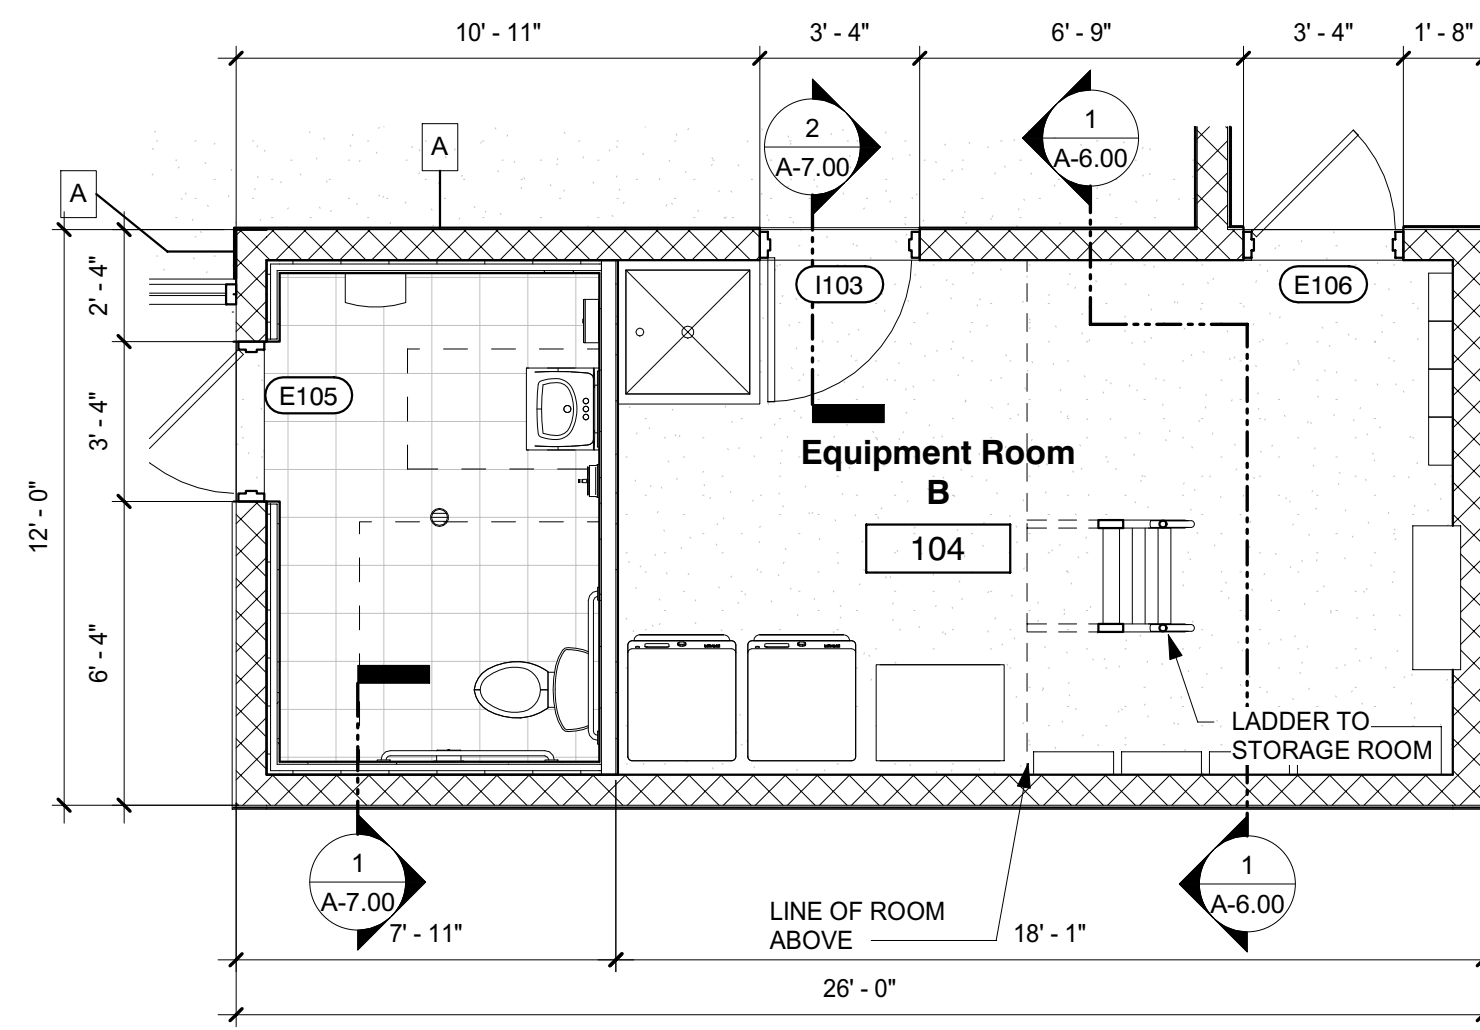 10' - 11"
3' - 4"
6' - 9"
3' - 4"
1' - 8"
2
A-7.00
1
A-6.00
A
A
2' - 4"
3' - 4"
6' - 4"
12' - 0"
I103
E106
E105
Equipment Room
B
104
LADDER TO
STORAGE ROOM
1
A-7.00
1
A-6.00
LINE OF ROOM
ABOVE
7' - 11"
18' - 1"
26' - 0"